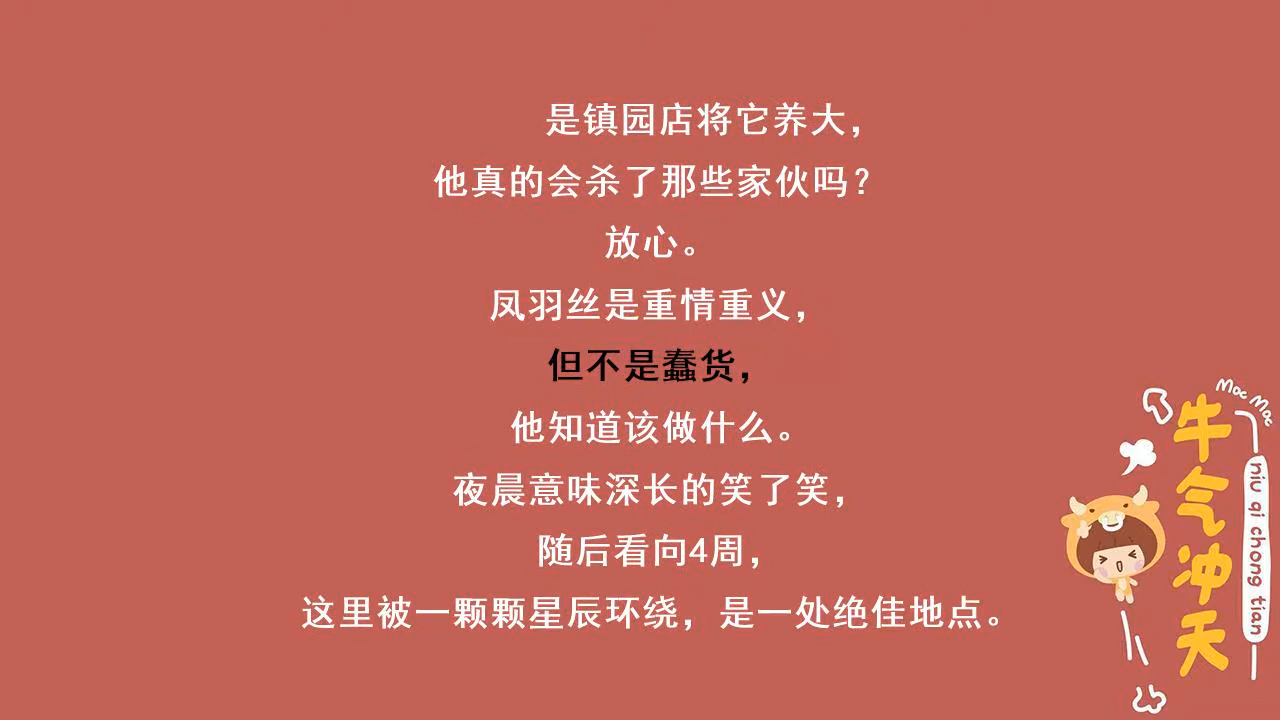 是镇园店将它养大，
他真的会杀了那些家伙吗？
放心。
凤羽丝是重情重义，
但不是蠢货，
他知道该做什么。
夜晨意味深长的笑了笑，
随后看向4周，
这里被一颗颗星辰环绕，是一处绝佳地点。
Moc Moc
牛气冲天
niu qi chong tian